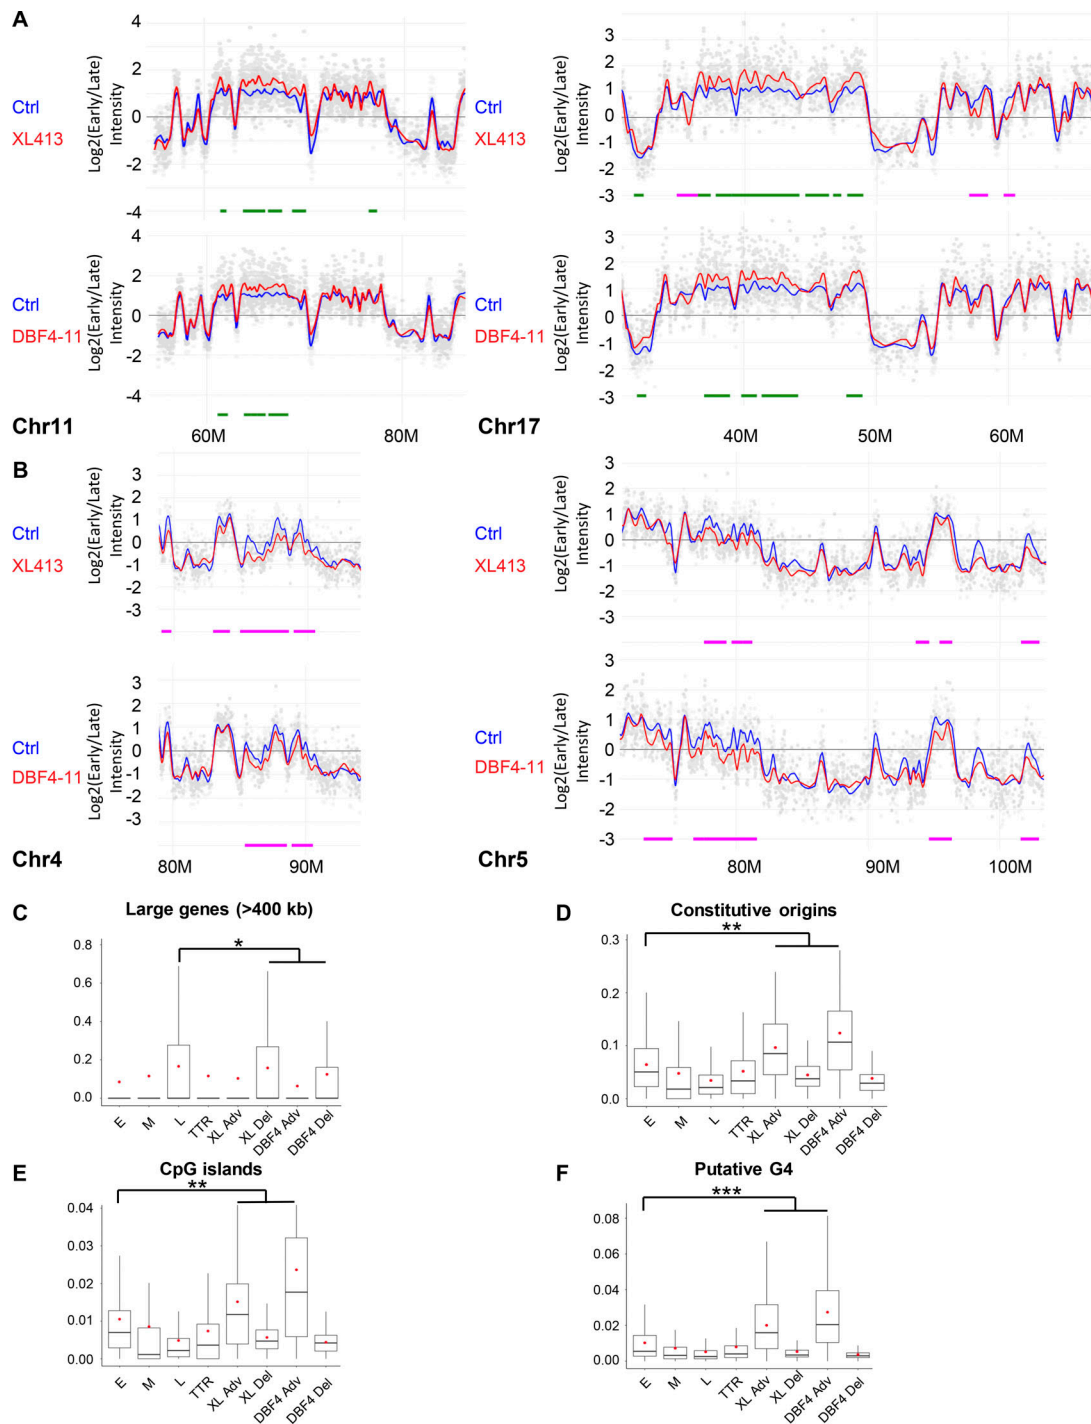 A
4
2
0
-2
-4
Log2(Early/Late)
Intensity
Ctrl
XL413
3
2
1
0
-1
-2
-3
Log2(Early/Late)
Intensity
Ctrl
XL413
4
2
0
-2
-4
Log2(Early/Late)
Intensity
Ctrl
DBF4-11
3
2
1
0
-1
-2
-3
Log2(Early/Late)
Intensity
Ctrl
DBF4-11
Chr11
60M 80M
Chr17
40M 50M 60M
B
3
2
1
0
-1
-2
-3
Log2(Early/Late)
Intensity
Ctrl
XL413
3
2
1
0
-1
-2
-3
Log2(Early/Late)
Intensity
Ctrl
XL413
3
2
1
0
-1
-2
-3
Log2(Early/Late)
Intensity
Ctrl
DBF4-11
3
2
1
0
-1
-2
-3
Log2(Early/Late)
Intensity
Ctrl
DBF4-11
Chr4
80M 90M
Chr5
80M 90M 100M
C
Large genes (>400 kb)
*
0.8
0.6
0.4
0.2
0.0
E M L TTR XL Adv XL Del DBF4 Adv DBF4 Del
D
Constitutive origins
**
0.3
0.2
0.1
0.0
E M L TTR XL Adv XL Del DBF4 Adv DBF4 Del
E
CpG islands
**
0.04
0.03
0.02
0.01
0.00
E M L TTR XL Adv XL Del DBF4 Adv DBF4 Del
F
Putative G4
***
0.08
0.06
0.04
0.02
0.00
E M L TTR XL Adv XL Del DBF4 Adv DBF4 Del